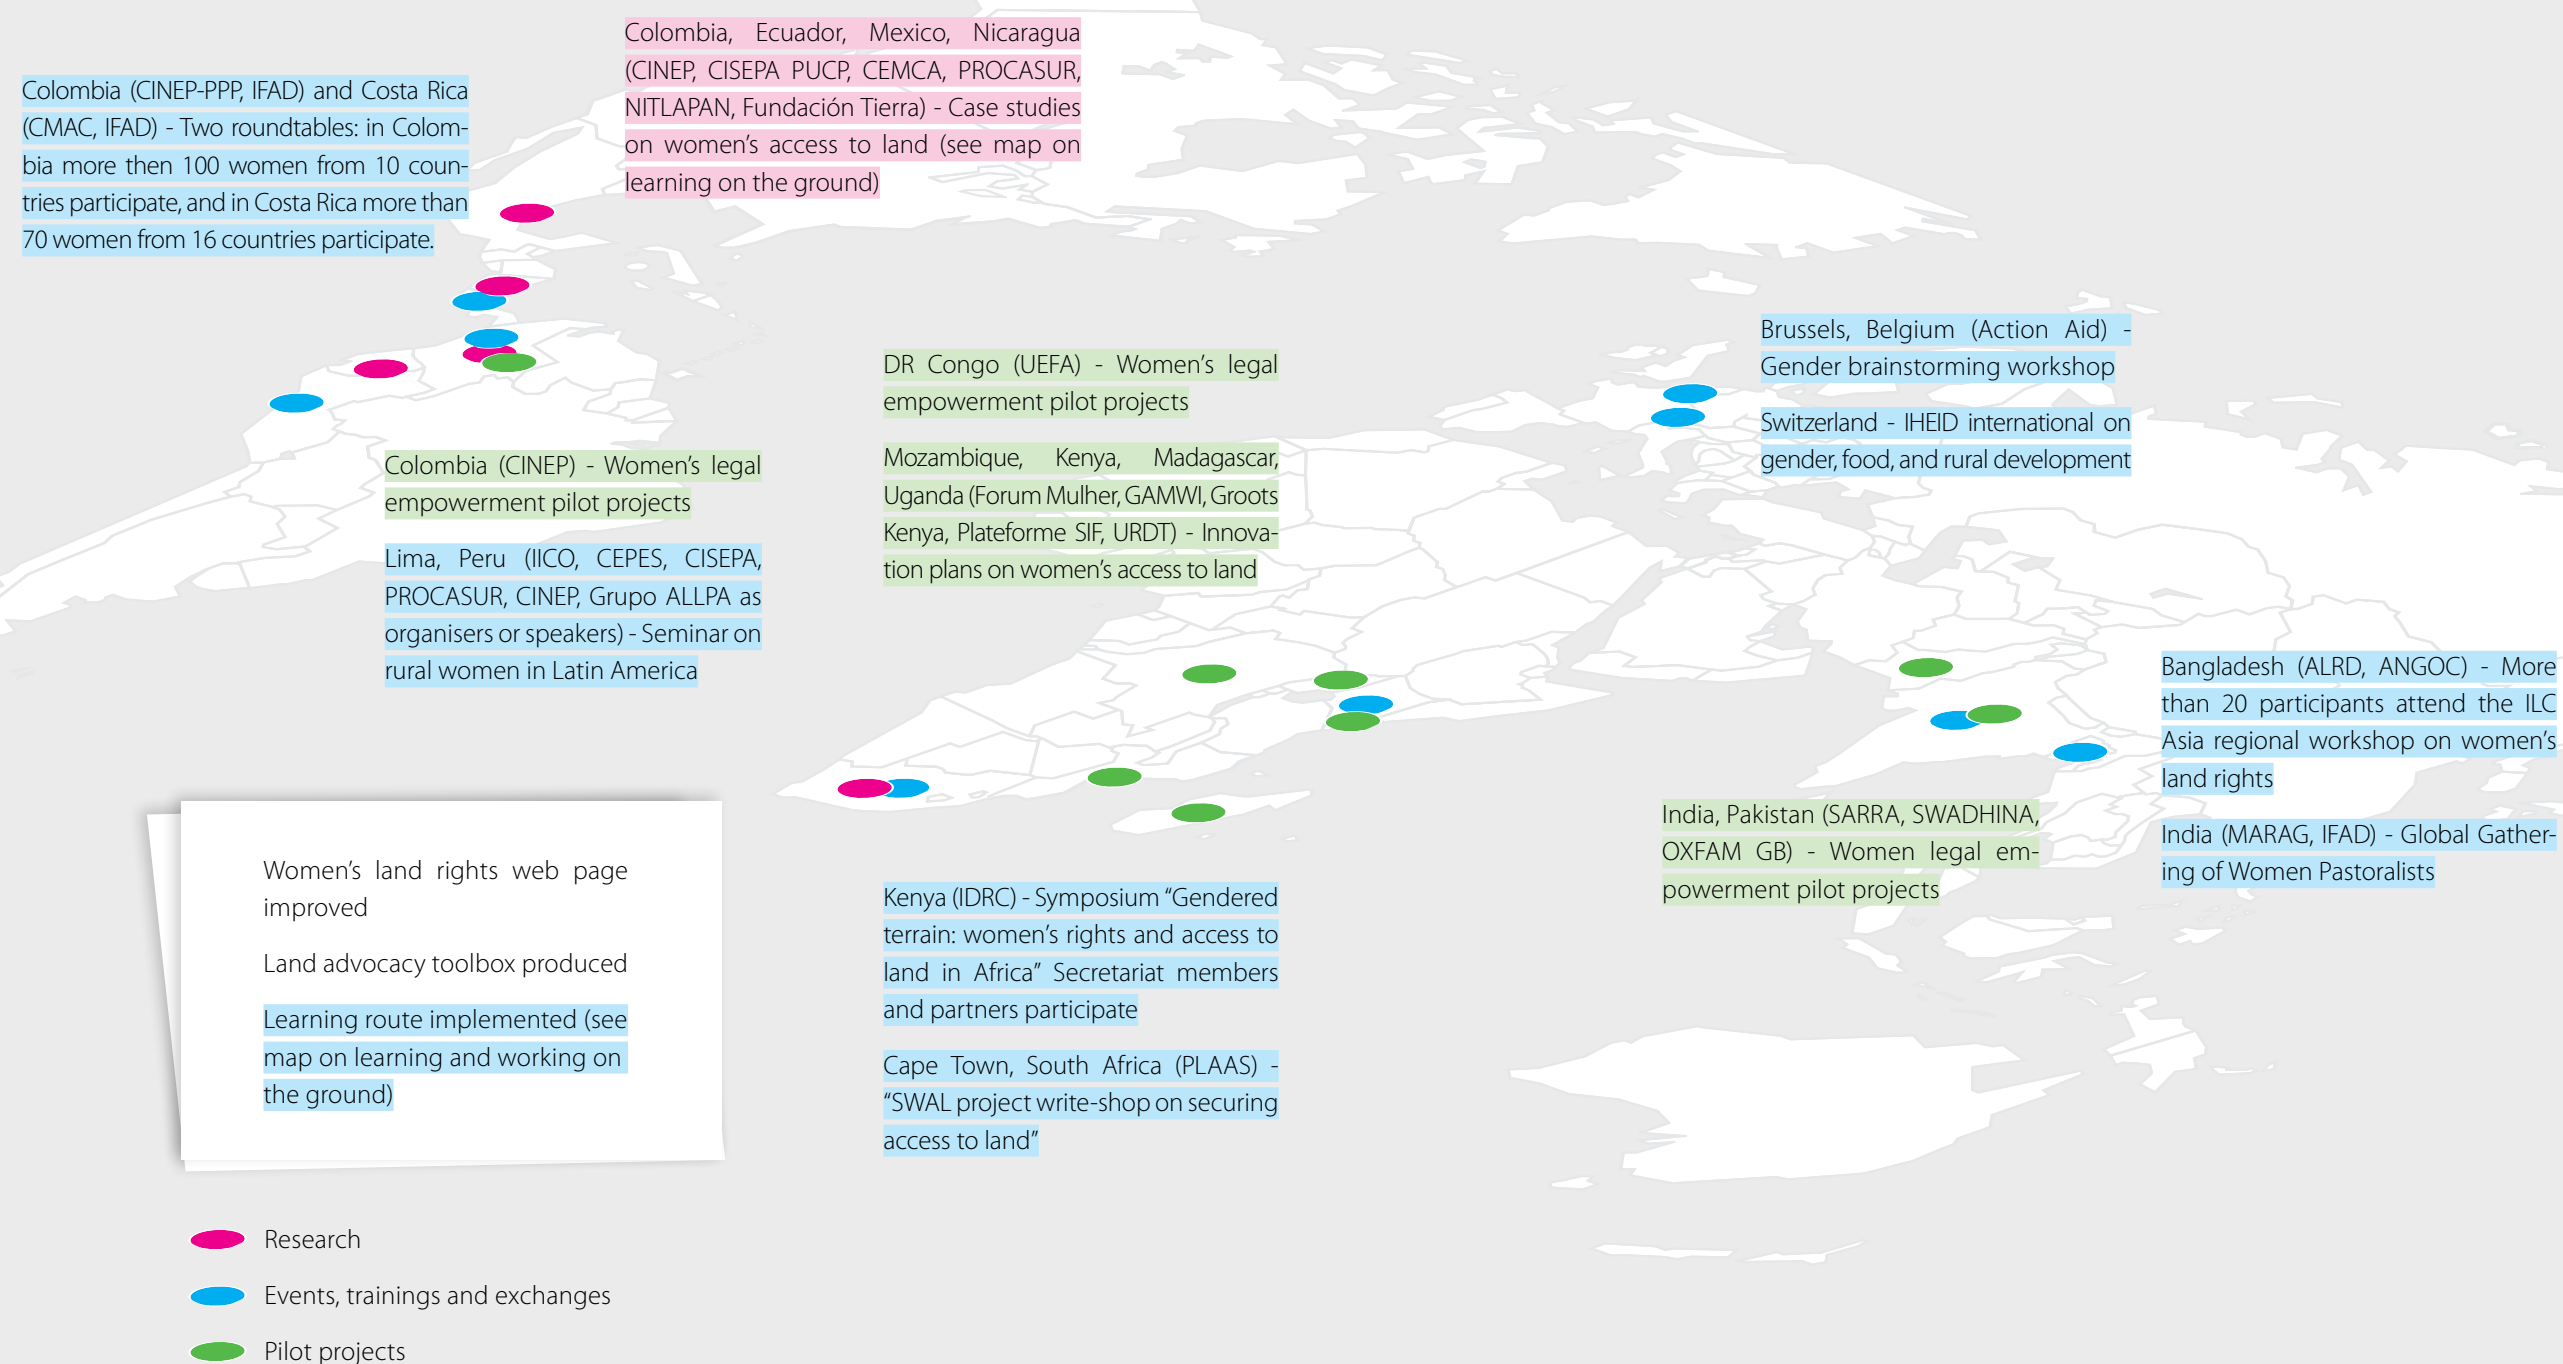 Colombia (CINEP-PPP, IFAD) and Costa Rica
(CMAC, IFAD) - Two roundtables: in Colom-
bia more then 100 women from 10 coun-
tries participate, and in Costa Rica more than
70 women from 16 countries participate.
Colombia, Ecuador, Mexico, Nicaragua
(CINEP, CISEPA PUCP, CEMCA, PROCASUR,
NITLAPAN, Fundación Tierra) - Case studies
on women's access to land (see map on
learning on the ground)
Colombia (CINEP) - Women's legal
empowerment pilot projects
Lima, Peru (IICO, CEPES, CISEPA,
PROCASUR, CINEP, Grupo ALLPA as
organisers or speakers) - Seminar on
rural women in Latin America
DR Congo (UEFA) - Women's legal
empowerment pilot projects
Mozambique, Kenya, Madagascar,
Uganda (Forum Mulher, GAMWI, Groots
Kenya, Plateforme SIF, URDT) - Innova-
tion plans on women's access to land
Brussels, Belgium (Action Aid) -
Gender brainstorming workshop
Switzerland - IHEID international on
gender, food, and rural development
Bangladesh (ALRD, ANGOC) - More
than 20 participants attend the ILC
Asia regional workshop on women's
land rights
India (MARAG, IFAD) - Global Gather-
ing of Women Pastoralists
India, Pakistan (SARRA, SWADHINA,
OXFAM GB) - Women legal em-
powerment pilot projects
Kenya (IDRC) - Symposium “Gendered
terrain: women's rights and access to
land in Africa” Secretariat members
and partners participate
Cape Town, South Africa (PLAAS) -
“SWAL project write-shop on securing
access to land”
Women's land rights web page
improved
Land advocacy toolbox produced
Learning route implemented (see
map on learning and working on
the ground)
Research
Events, trainings and exchanges
Pilot projects